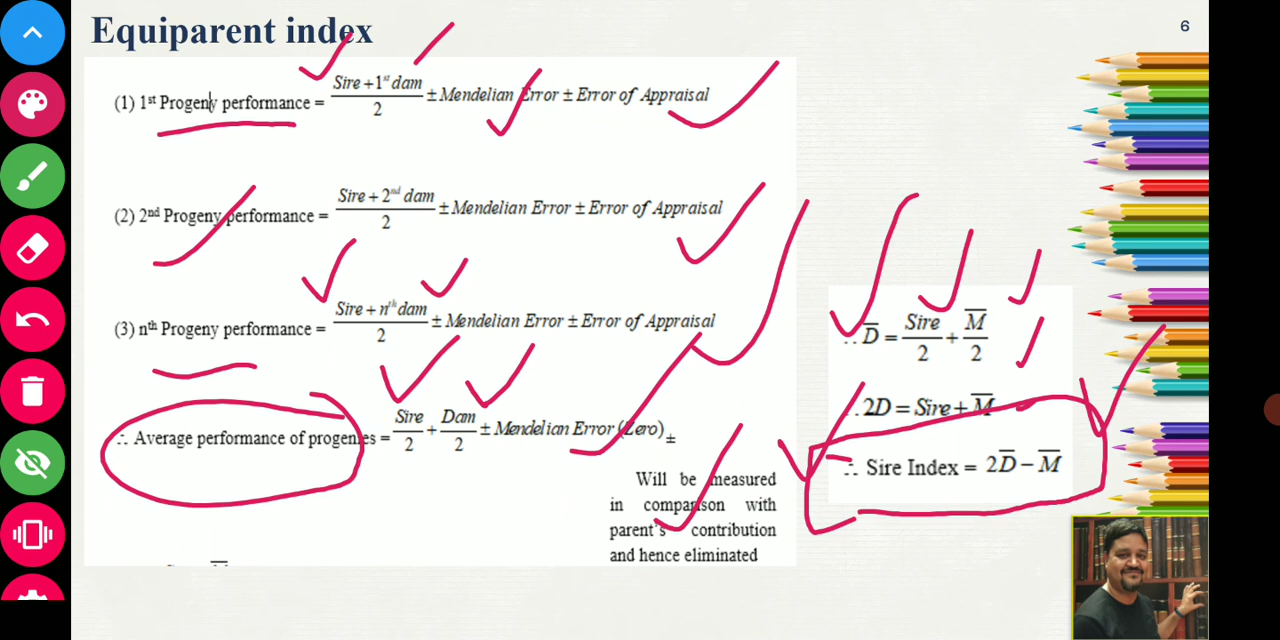 Equiparent index
6
(1) 1st Progeny performance = Sire + 1st dam / 2 ± Mendelian Error ± Error of Appraisal
(2) 2nd Progeny performance = Sire + 2nd dam / 2 ± Mendelian Error ± Error of Appraisal
(3) nth Progeny performance = Sire + nth dam / 2 ± Mendelian Error ± Error of Appraisal
∴ Average performance of progenies = Sire / 2 + Dam / 2 ± Mendelian Error (Zero) ±
Will be measured
in comparison with
parent's contribution
and hence eliminated
∴ D̅ = Sire / 2 + M̅ / 2
∴ 2D = Sire + M̅
∴ Sire Index = 2D̅ − M̅